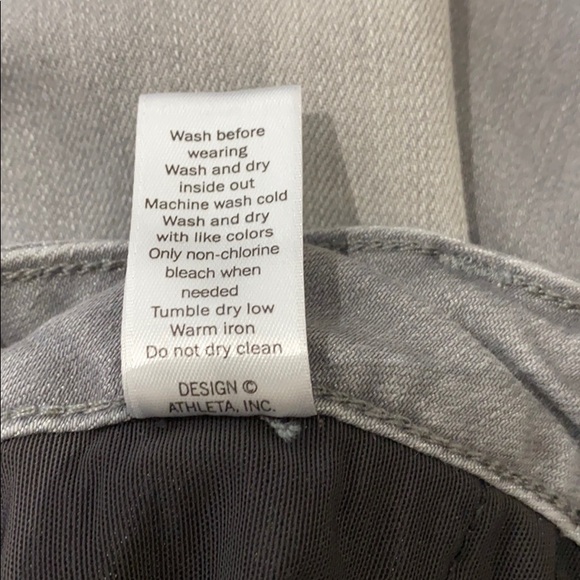 Wash before
wearing
Wash and dry
inside out
Machine wash cold
Wash and dry
with like colors
Only non-chlorine
bleach when
needed
Tumble dry low
Warm iron
Do not dry clean
DESIGN ©
ATHLETA, INC.